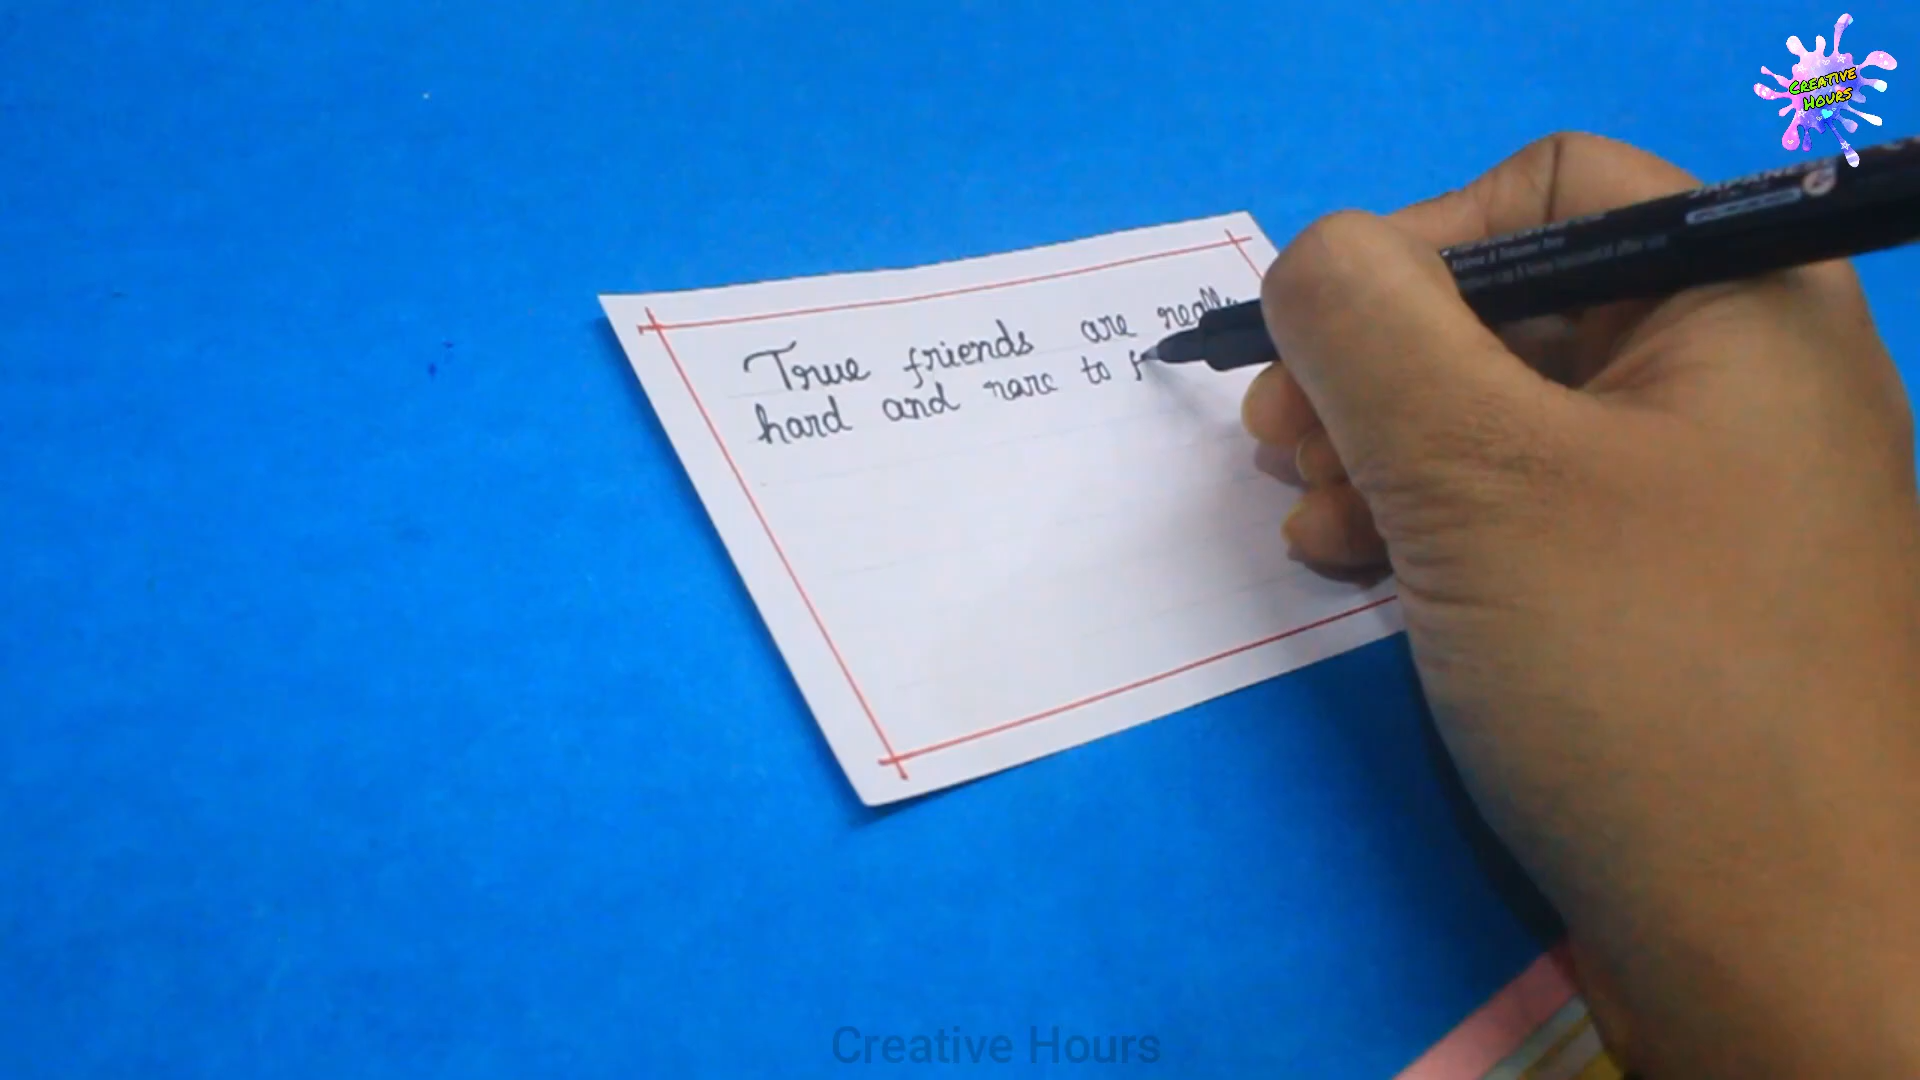 CREATIVE
HOURS
True friends are really
hard and rare to f
Creative Hours